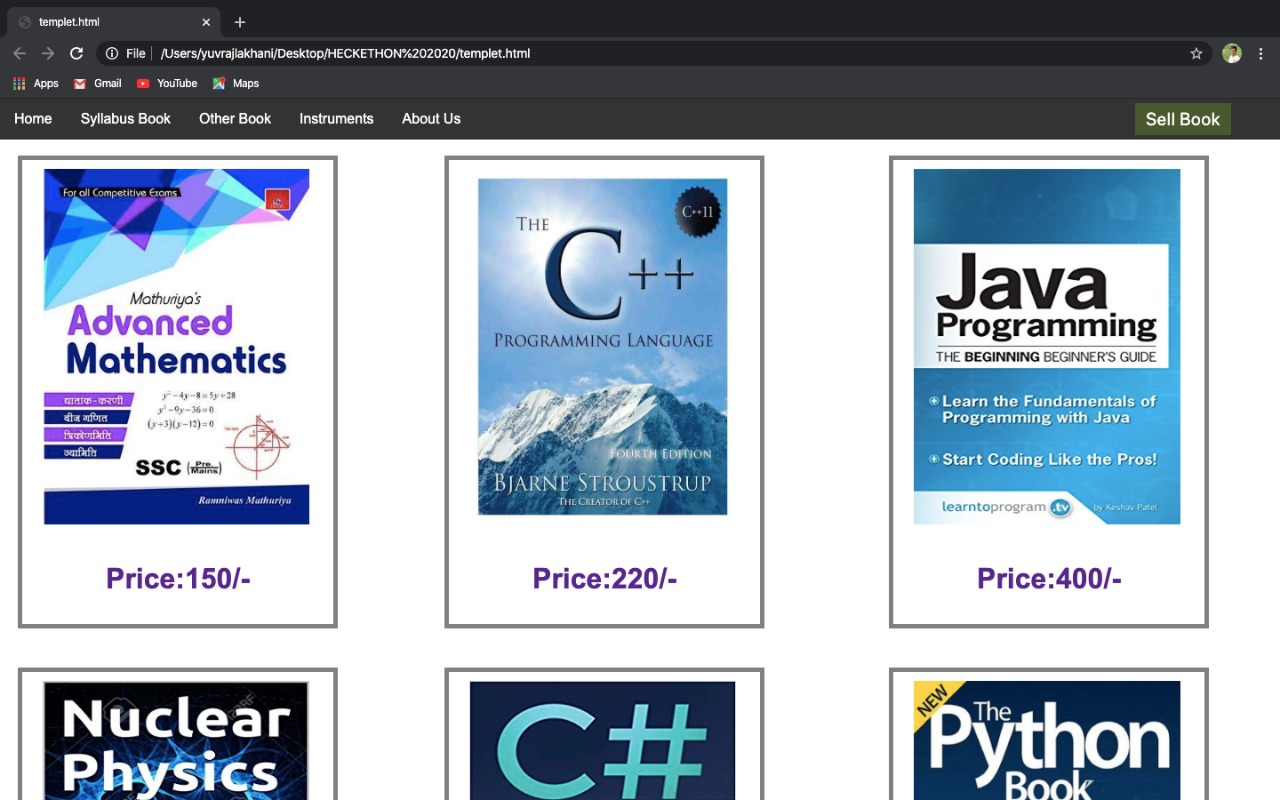 templet.html
File
/Users/yuvrajlakhani/Desktop/HECKETHON%202020/templet.html
Apps
Gmail
YouTube
Maps
Home
Syllabus Book
Other Book
Instruments
About Us
Sell Book
For all Competitive Exams
Mathuriya's
Advanced
Mathematics
घातांक-करणी
बीज गणित
त्रिकोणमिति
ज्यामिति
y² – 4y – 8 = 5y + 28
y² – 9y – 36 = 0
(y + 3)(y – 12) = 0
SSC (Pre. Mains)
Ramniwas Mathuriya
Price:150/-
C++11
THE
C++
PROGRAMMING LANGUAGE
FOURTH EDITION
BJARNE STROUSTRUP
THE CREATOR OF C++
Price:220/-
Java
Programming
THE BEGINNING BEGINNER'S GUIDE
Learn the Fundamentals of
Programming with Java
Start Coding Like the Pros!
learntoprogram .tv
by Keshav Patel
Price:400/-
Nuclear
Physics
C#
NEW
The
Python
Book